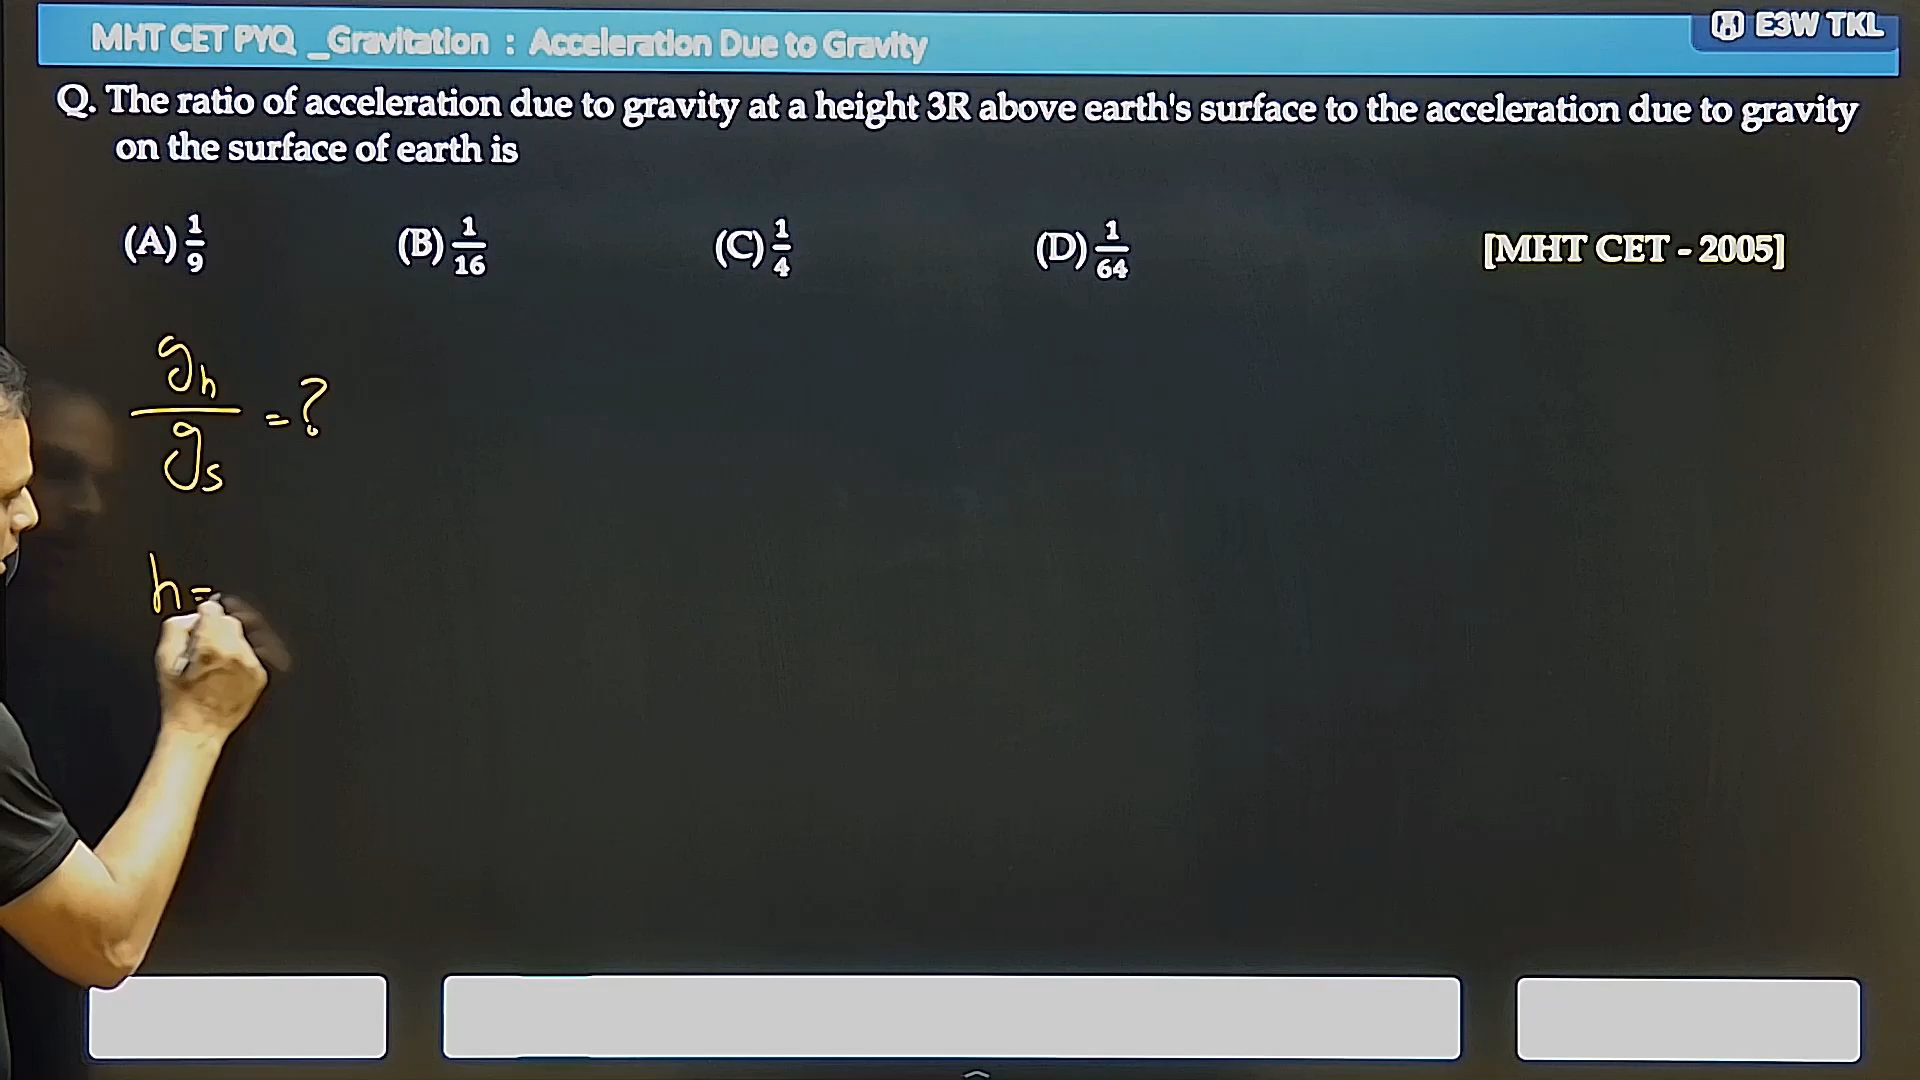 MHT CET PYQ _Gravitation : Acceleration Due to Gravity
E3W TKL
Q. The ratio of acceleration due to gravity at a height 3R above earth's surface to the acceleration due to gravity
on the surface of earth is
(A) 1/9 (B) 1/16 (C) 1/4 (D) 1/64 [MHT CET - 2005]
g_h/g_s = ?
h =